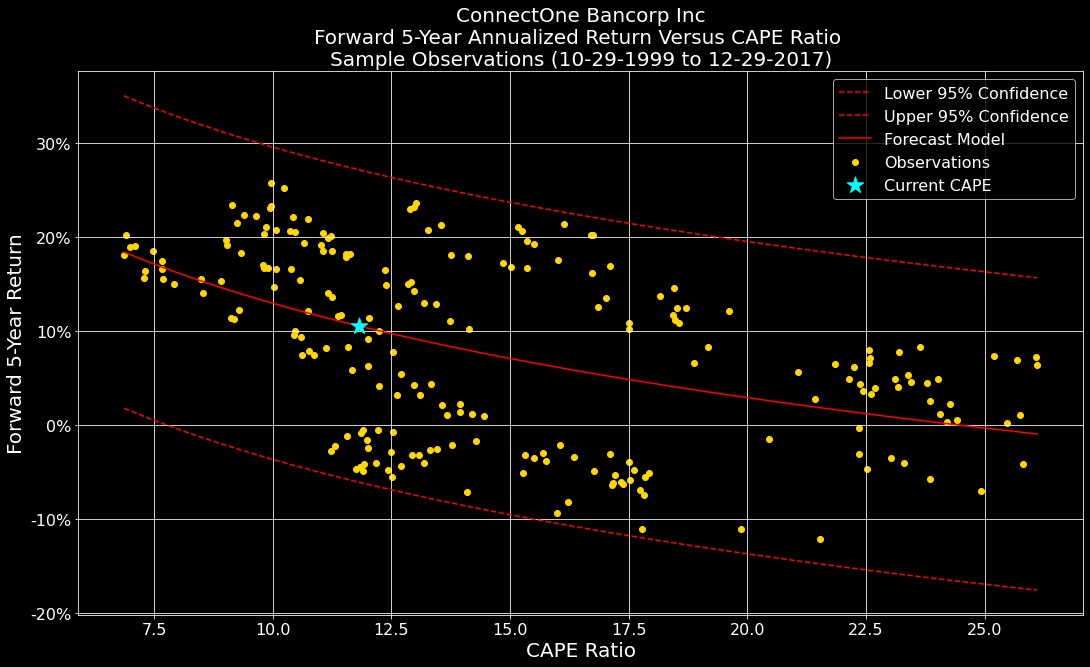 ConnectOne Bancorp Inc
Forward 5-Year Annualized Return Versus CAPE Ratio
Sample Observations (10-29-1999 to 12-29-2017)
Lower 95% Confidence
Upper 95% Confidence
Forecast Model
Observations
Current CAPE
Forward 5-Year Return
30%
20%
10%
0%
-10%
-20%
7.5 10.0 12.5 15.0 17.5 20.0 22.5 25.0
CAPE Ratio